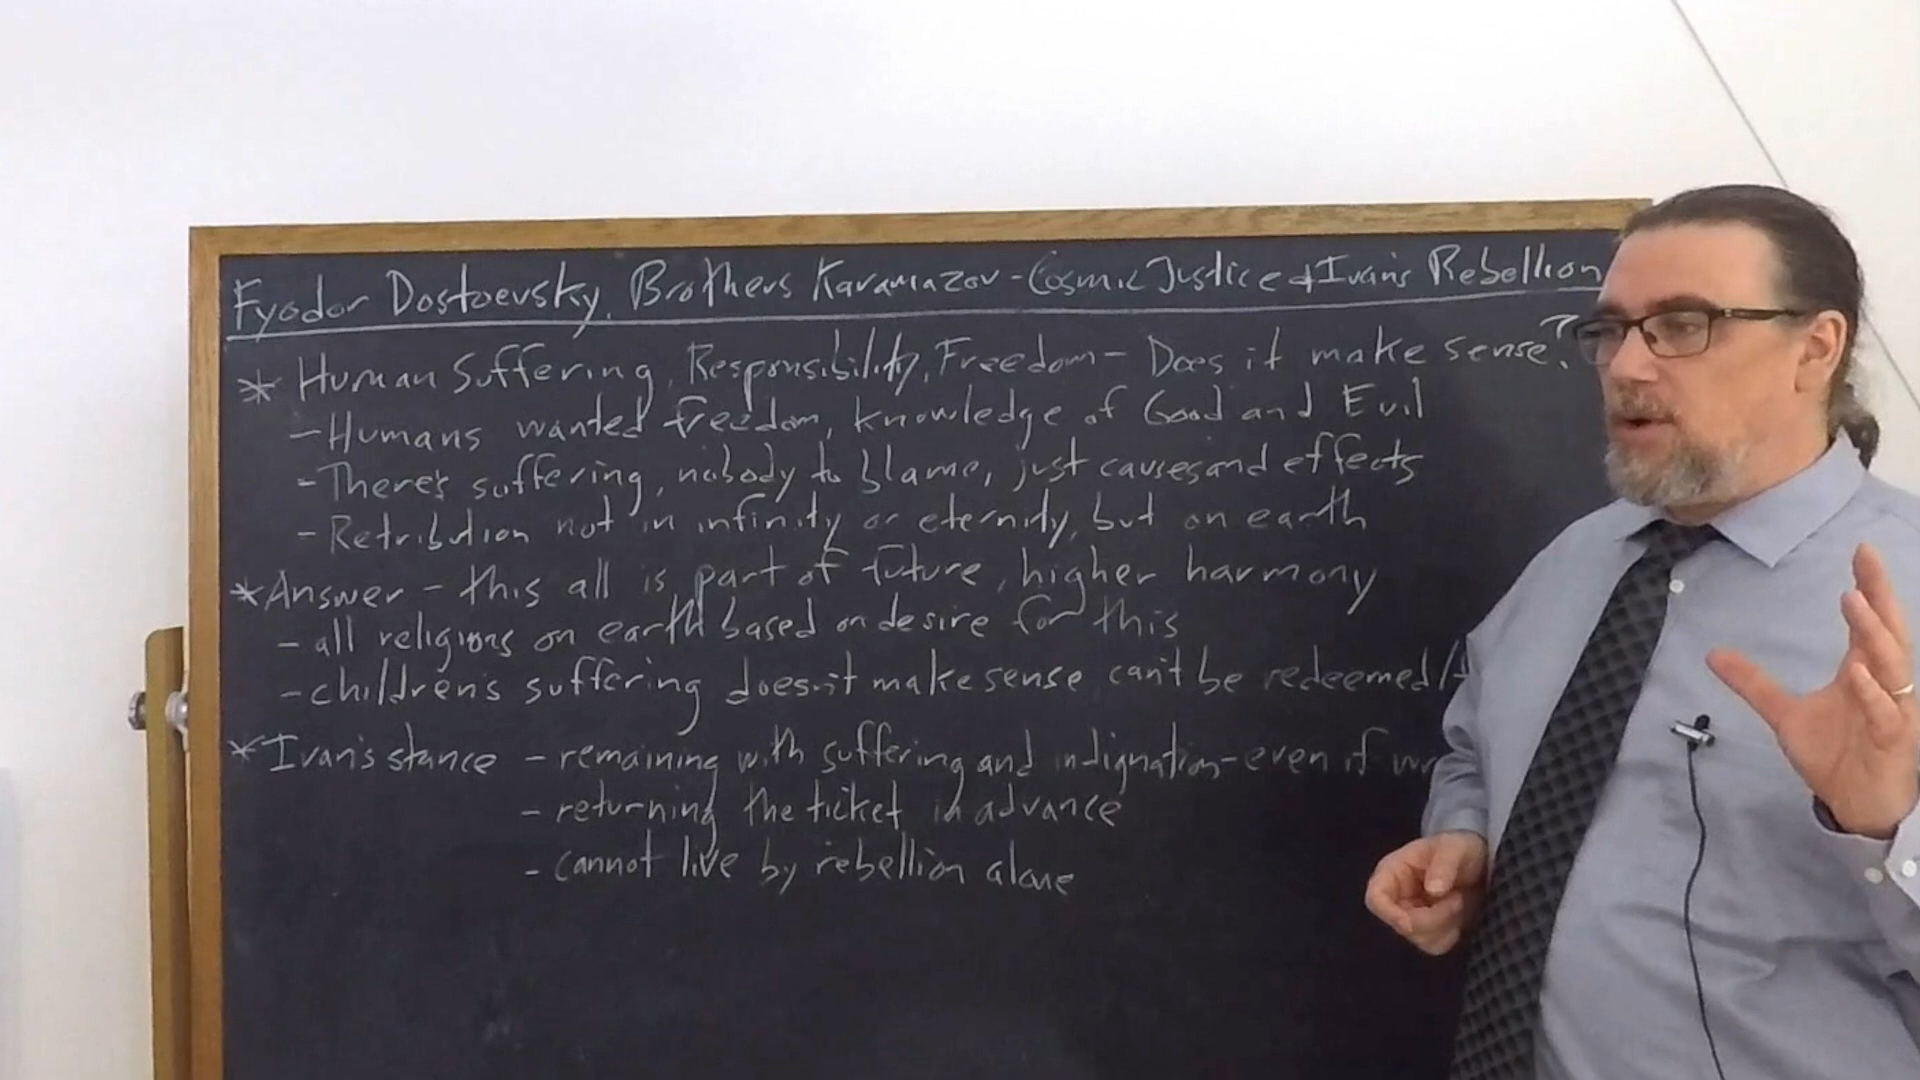 Fyodor Dostoevsky, Brothers Karamazov - Cosmic Justice + Ivan's Rebellion
* Human Suffering, Responsibility, Freedom - Does it make sense?
- Humans wanted freedom, knowledge of Good and Evil
- There's suffering, nobody to blame, just causes and effects
- Retribution not in infinity or eternity, but on earth
* Answer - this all is part of future, higher harmony
- all religions on earth based on desire for this
- children's suffering doesn't make sense can't be redeemed/
* Ivan's stance - remaining with suffering and indignation - even if
- returning the ticket in advance
- cannot live by rebellion alone